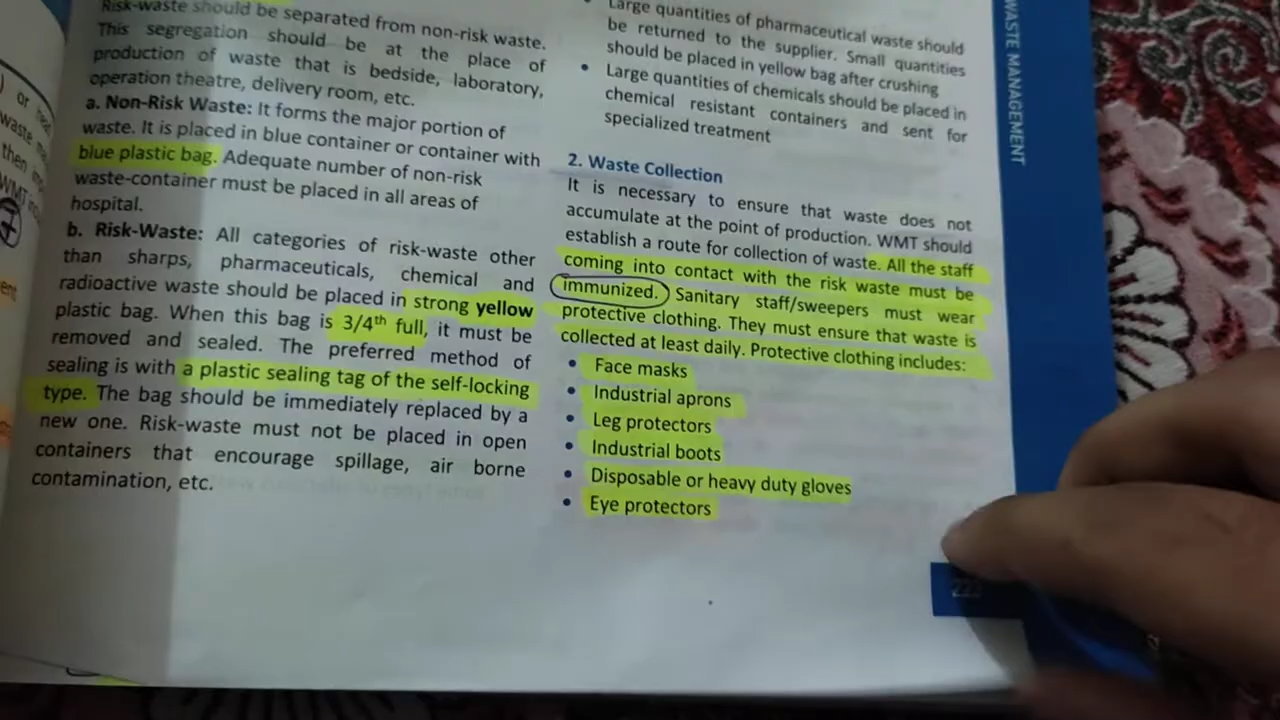 Risk-waste should be separated from non-risk waste.
This segregation should be at the place of
production of waste that is bedside, laboratory,
operation theatre, delivery room, etc.
a. Non-Risk Waste: It forms the major portion of
waste. It is placed in blue container or container with
blue plastic bag. Adequate number of non-risk
waste-container must be placed in all areas of
hospital.
b. Risk-Waste: All categories of risk-waste other
than sharps, pharmaceuticals, chemical and
radioactive waste should be placed in strong yellow
plastic bag. When this bag is 3/4th full, it must be
removed and sealed. The preferred method of
sealing is with a plastic sealing tag of the self-locking
type. The bag should be immediately replaced by a
new one. Risk-waste must not be placed in open
containers that encourage spillage, air borne
contamination, etc.
• Large quantities of pharmaceutical waste should
be returned to the supplier. Small quantities
should be placed in yellow bag after crushing
• Large quantities of chemicals should be placed in
chemical resistant containers and sent for
specialized treatment
2. Waste Collection
It is necessary to ensure that waste does not
accumulate at the point of production. WMT should
establish a route for collection of waste. All the staff
coming into contact with the risk waste must be
immunized. Sanitary staff/sweepers must wear
protective clothing. They must ensure that waste is
collected at least daily. Protective clothing includes:
• Face masks
• Industrial aprons
• Leg protectors
• Industrial boots
• Disposable or heavy duty gloves
• Eye protectors
WASTE MANAGEMENT
) or
waste
then
WMT
7